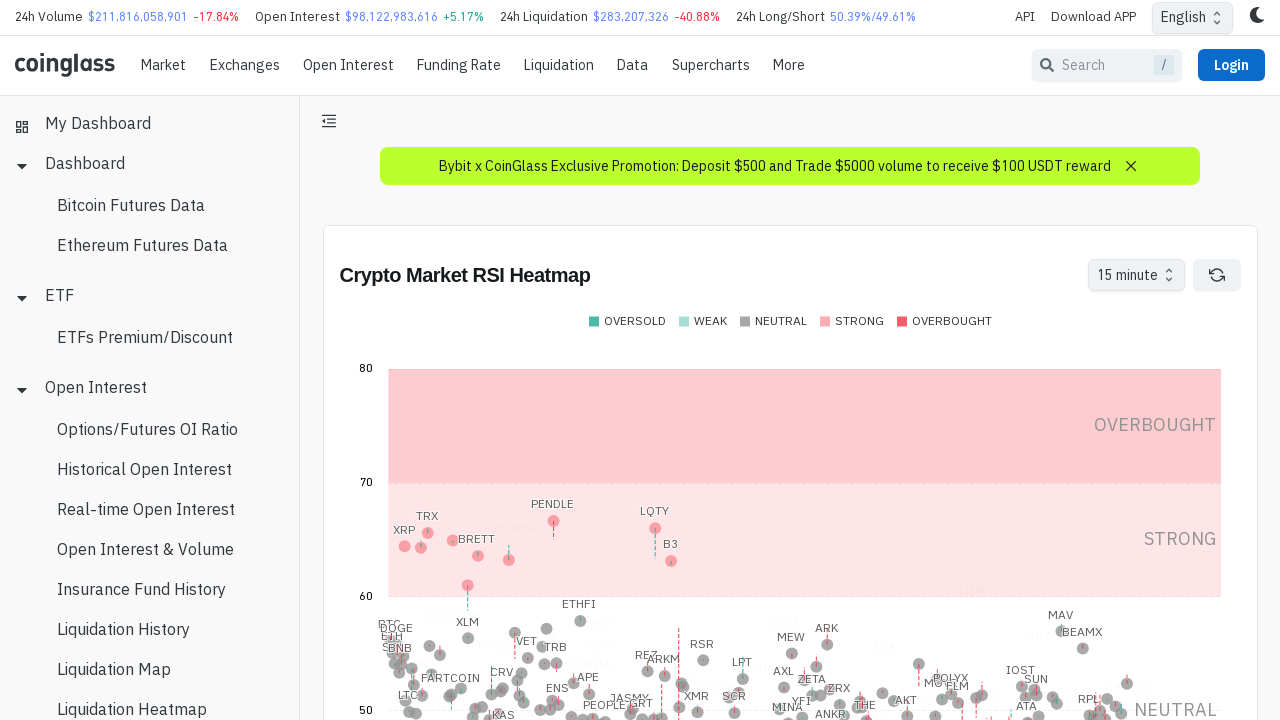 24h Volume $211,816,058,901 -17.84% Open Interest $98,122,983,616 +5.17% 24h Liquidation $283,207,326 -40.88% 24h Long/Short 50.39%/49.61% API Download APP English
coinglass Market Exchanges Open Interest Funding Rate Liquidation Data Supercharts More Search / Login
My Dashboard
Dashboard
Bitcoin Futures Data
Ethereum Futures Data
ETF
ETFs Premium/Discount
Open Interest
Options/Futures OI Ratio
Historical Open Interest
Real-time Open Interest
Open Interest & Volume
Insurance Fund History
Liquidation History
Liquidation Map
Liquidation Heatmap
Bybit x CoinGlass Exclusive Promotion: Deposit $500 and Trade $5000 volume to receive $100 USDT reward
Crypto Market RSI Heatmap 15 minute
OVERSOLD WEAK NEUTRAL STRONG OVERBOUGHT
80
OVERBOUGHT
70
PENDLE
LQTY
TRX
XRP
BRETT
B3
STRONG
60
ETHFI
MAV
XLM
DOGE
ARK
BEAMX
ETH
MEW
VET
RSR
TRB
BNB
ARKM
LPT
CRV
AXL
IOST
FARTCOIN
APE
ZETA
SUN
POLYX
ENS
ZRX
LTC
JASMY
XMR
SCR
AKT
RPL
PEOPLE
GRT
MINA
THE
ATA
NEUTRAL
50
KAS
ANKR